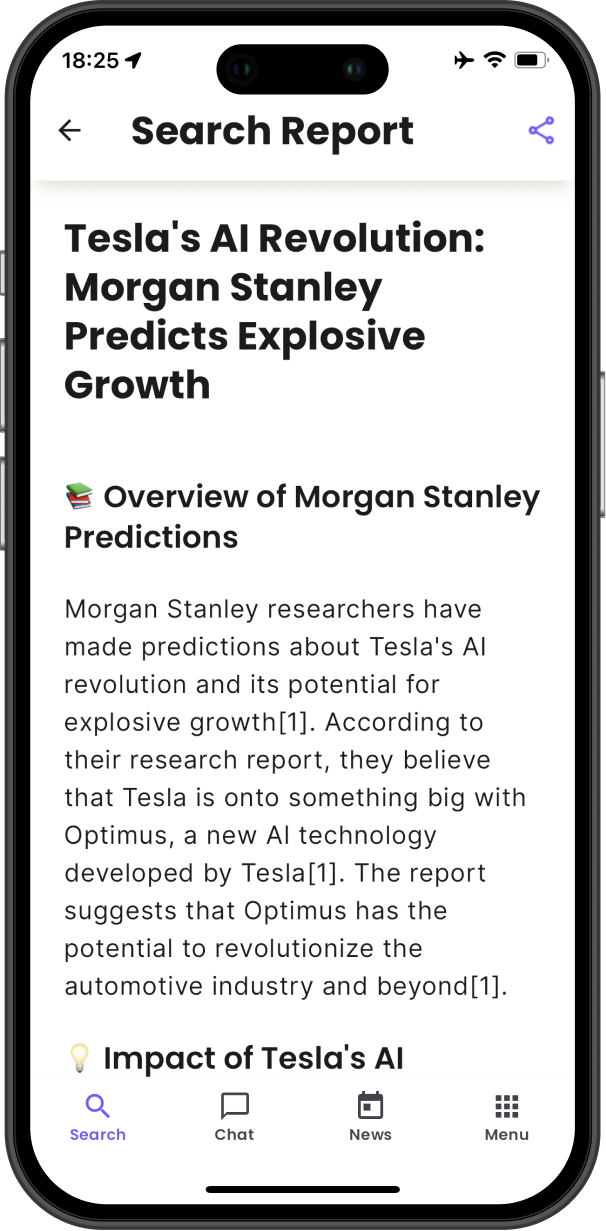 18:25
Search Report
Tesla's AI Revolution:
Morgan Stanley
Predicts Explosive
Growth
📚 Overview of Morgan Stanley
Predictions
Morgan Stanley researchers have
made predictions about Tesla's AI
revolution and its potential for
explosive growth[1]. According to
their research report, they believe
that Tesla is onto something big with
Optimus, a new AI technology
developed by Tesla[1]. The report
suggests that Optimus has the
potential to revolutionize the
automotive industry and beyond[1].
💡 Impact of Tesla's AI
Search Chat News Menu